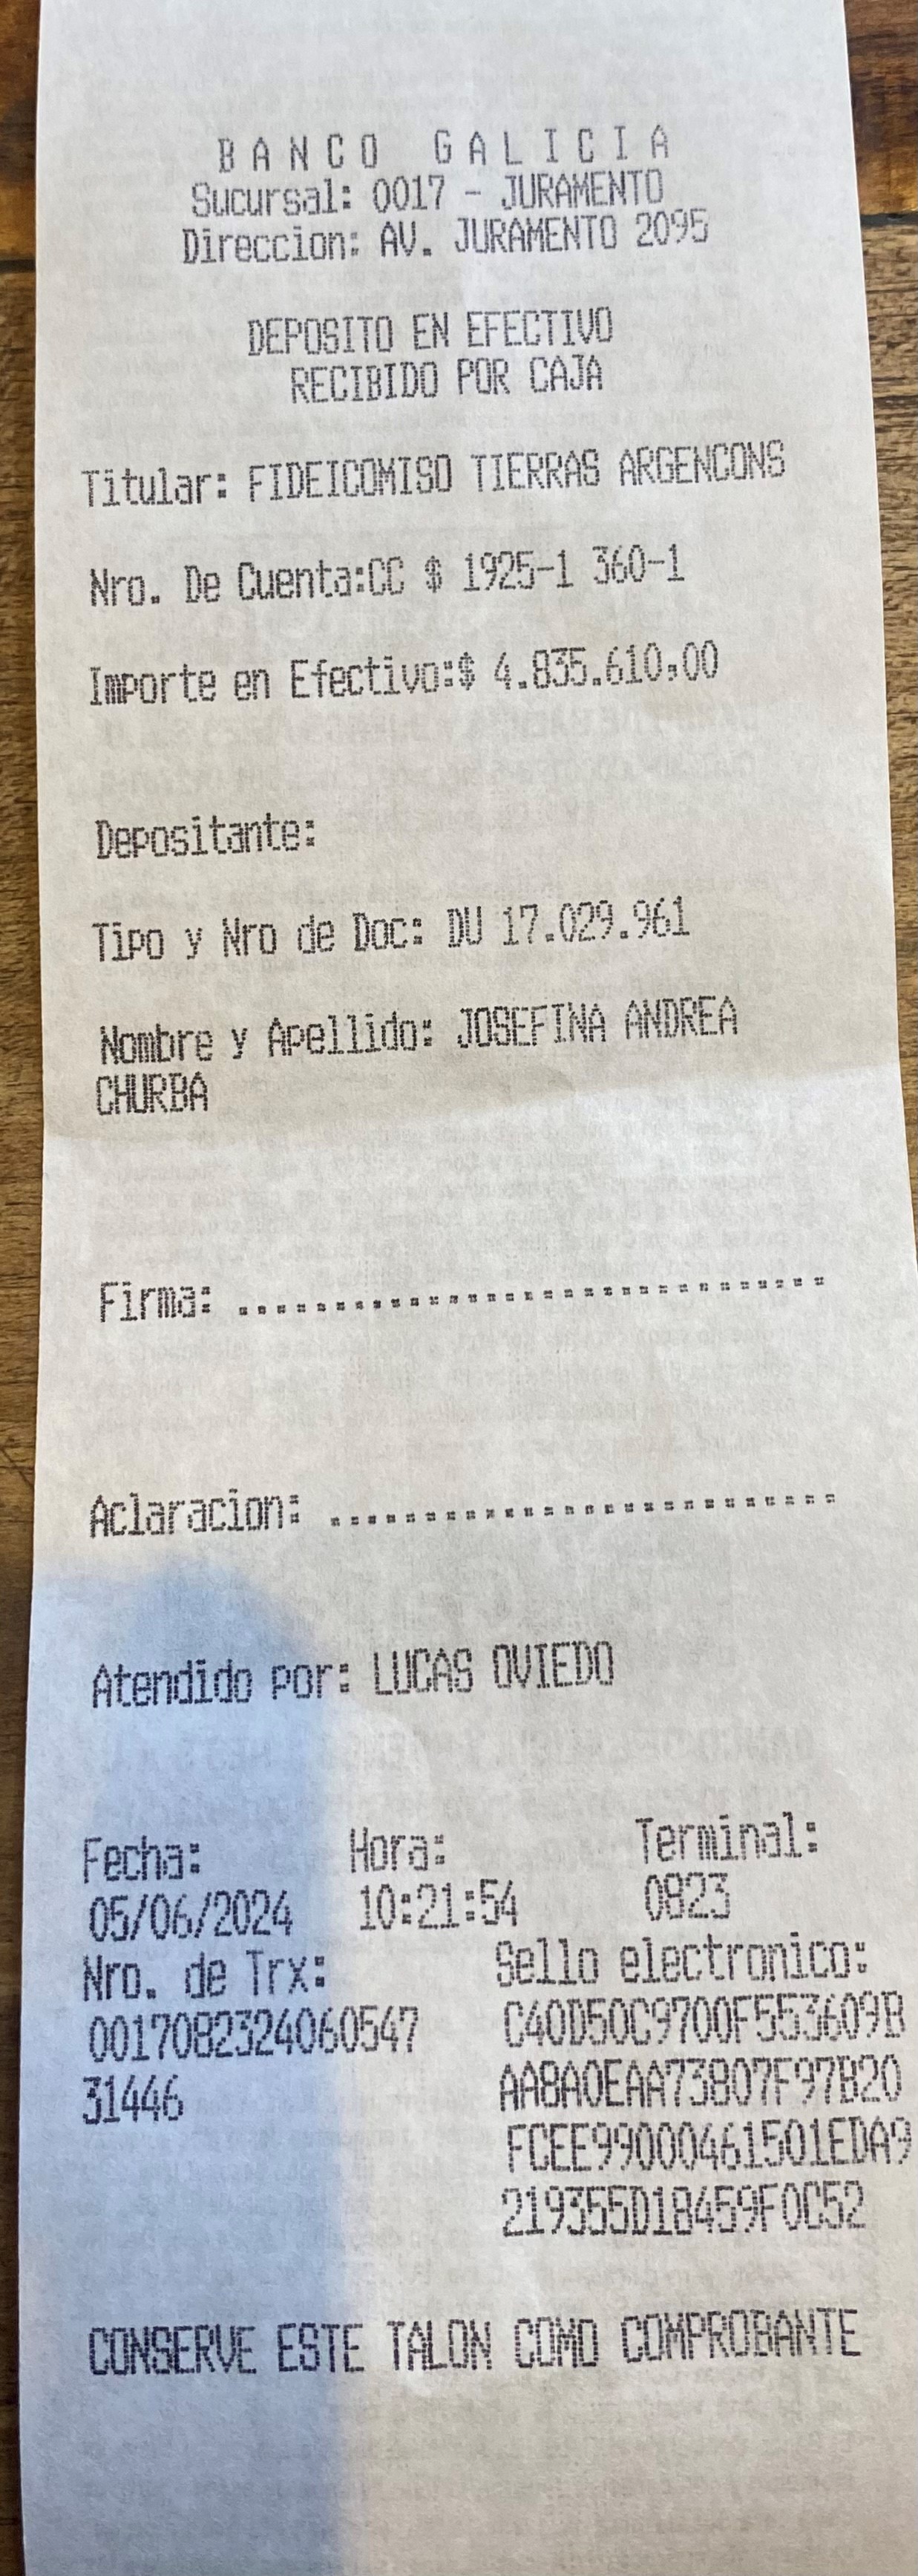 BANCO GALICIA
Sucursal: 0017 - JURAMENTO
Direccion: AV. JURAMENTO 2095
DEPOSITO EN EFECTIVO
RECIBIDO POR CAJA
Titular: FIDEICOMISO TIERRAS ARGENCONS
Nro. De Cuenta:CC $ 1925-1 360-1
Importe en Efectivo:$ 4.835.610,00
Depositante:
Tipo y Nro de Doc: DU 17.029.961
Nombre y Apellido: JOSEFINA ANDREA
CHURBA
Firma: ...............................
Aclaracion: ...........................
Atendido por: LUCAS OVIEDO
Fecha: Hora: Terminal:
05/06/2024 10:21:54 0823
Nro. de Trx: Sello electronico:
0017082324060547 C40D50C9700F553609B
31446 AA8A0EAA73807F97B20
FCEE99000461501EDA9
219355D18459F0C52
CONSERVE ESTE TALON COMO COMPROBANTE